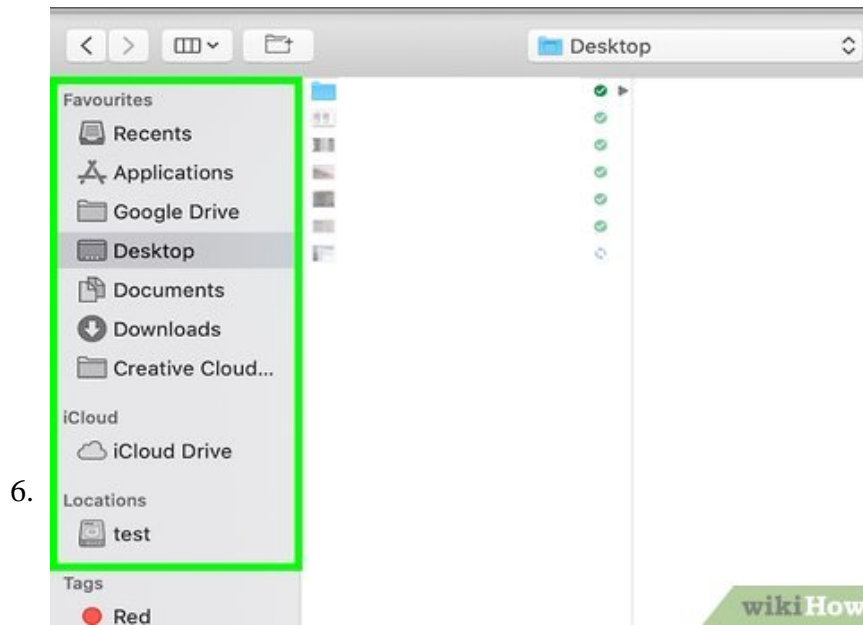 Desktop
Favourites
Recents
Applications
Google Drive
Desktop
Documents
Downloads
Creative Cloud...
iCloud
iCloud Drive
6.
Locations
test
Tags
Red
wikiHow